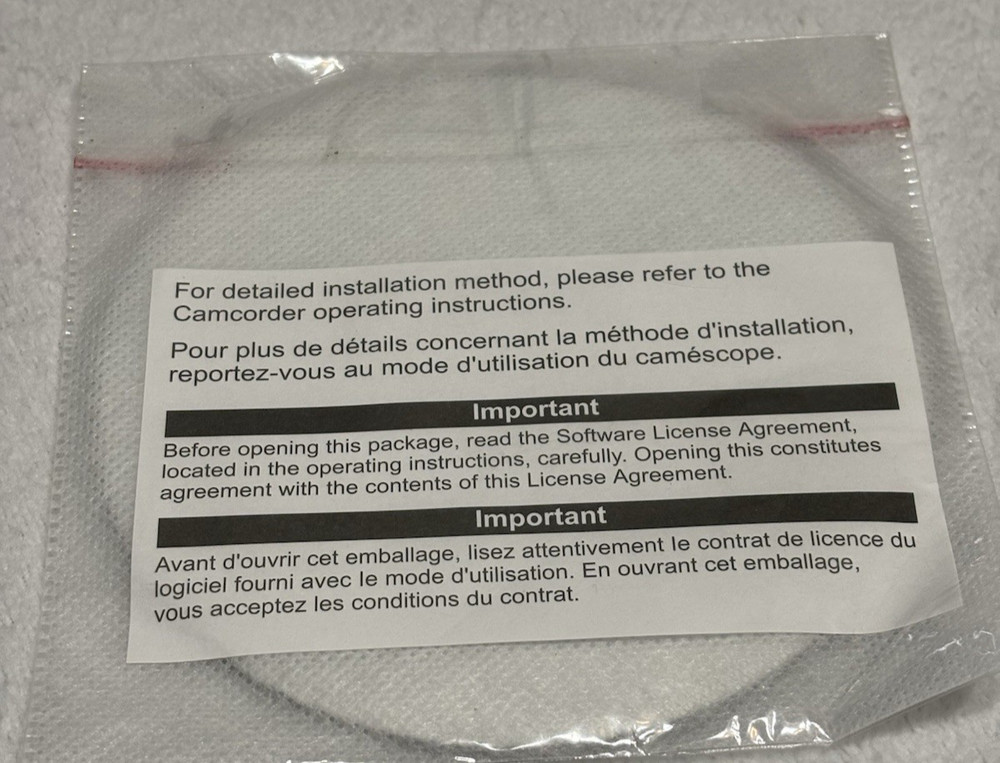 For detailed installation method, please refer to the
Camcorder operating instructions.
Pour plus de détails concernant la méthode d'installation,
reportez-vous au mode d'utilisation du caméscope.
Important
Before opening this package, read the Software License Agreement,
located in the operating instructions, carefully. Opening this constitutes
agreement with the contents of this License Agreement.
Important
Avant d'ouvrir cet emballage, lisez attentivement le contrat de licence du
logiciel fourni avec le mode d'utilisation. En ouvrant cet emballage,
vous acceptez les conditions du contrat.